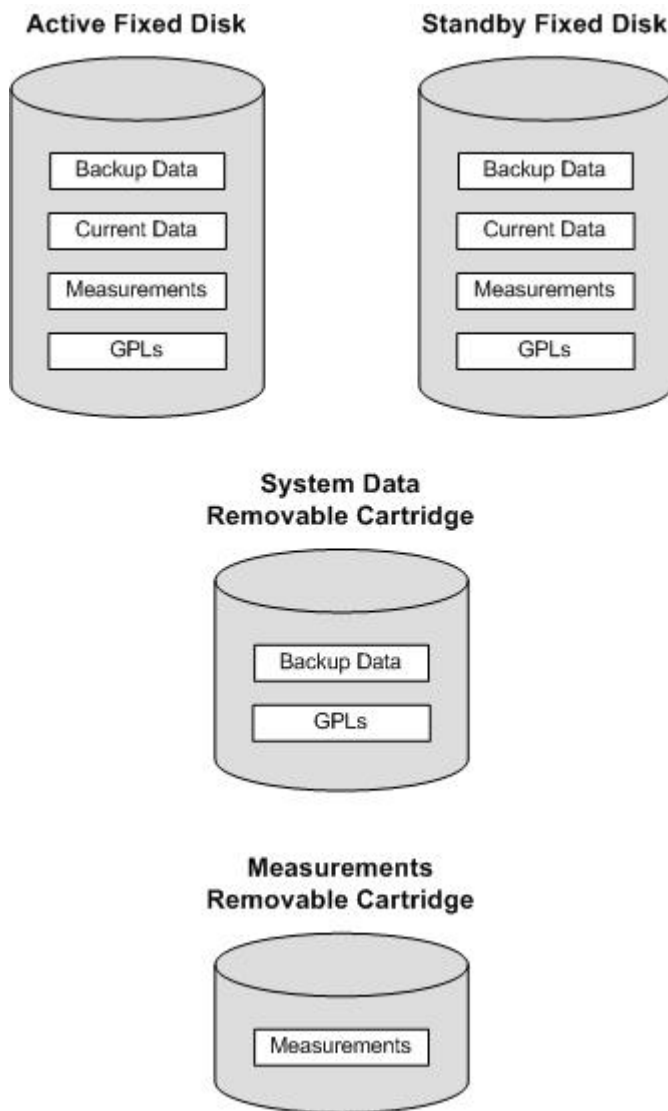 Active Fixed Disk
Standby Fixed Disk
Backup Data
Current Data
Measurements
GPLs
Backup Data
Current Data
Measurements
GPLs
System Data
Removable Cartridge
Backup Data
GPLs
Measurements
Removable Cartridge
Measurements